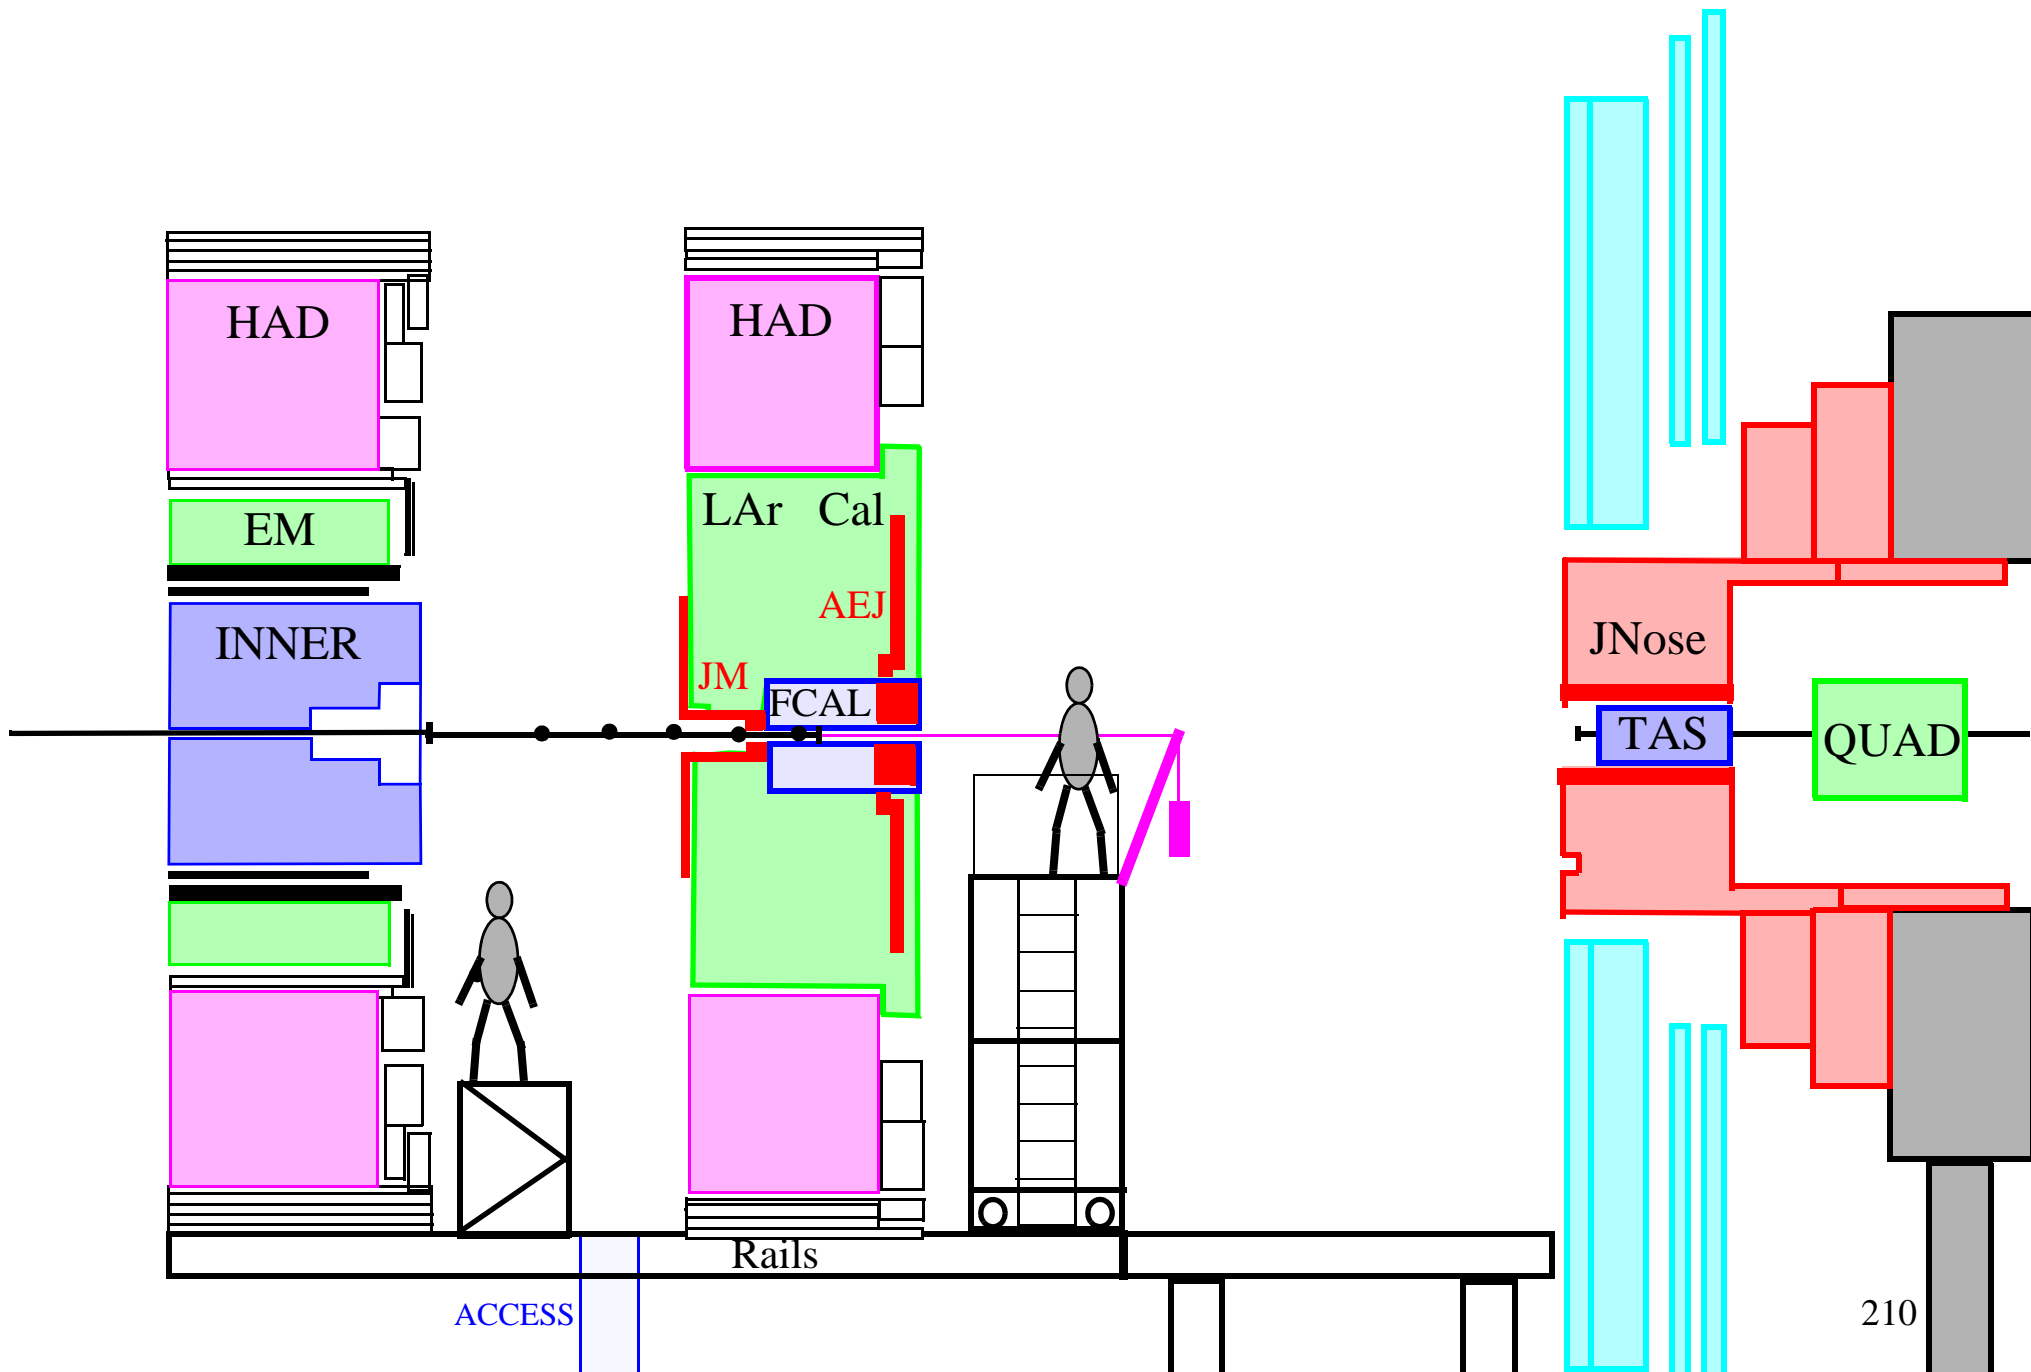 HAD
HAD
LAr Cal
EM
AEJ
INNER
JNose
JM
FCAL
TAS
QUAD
Rails
ACCESS
210